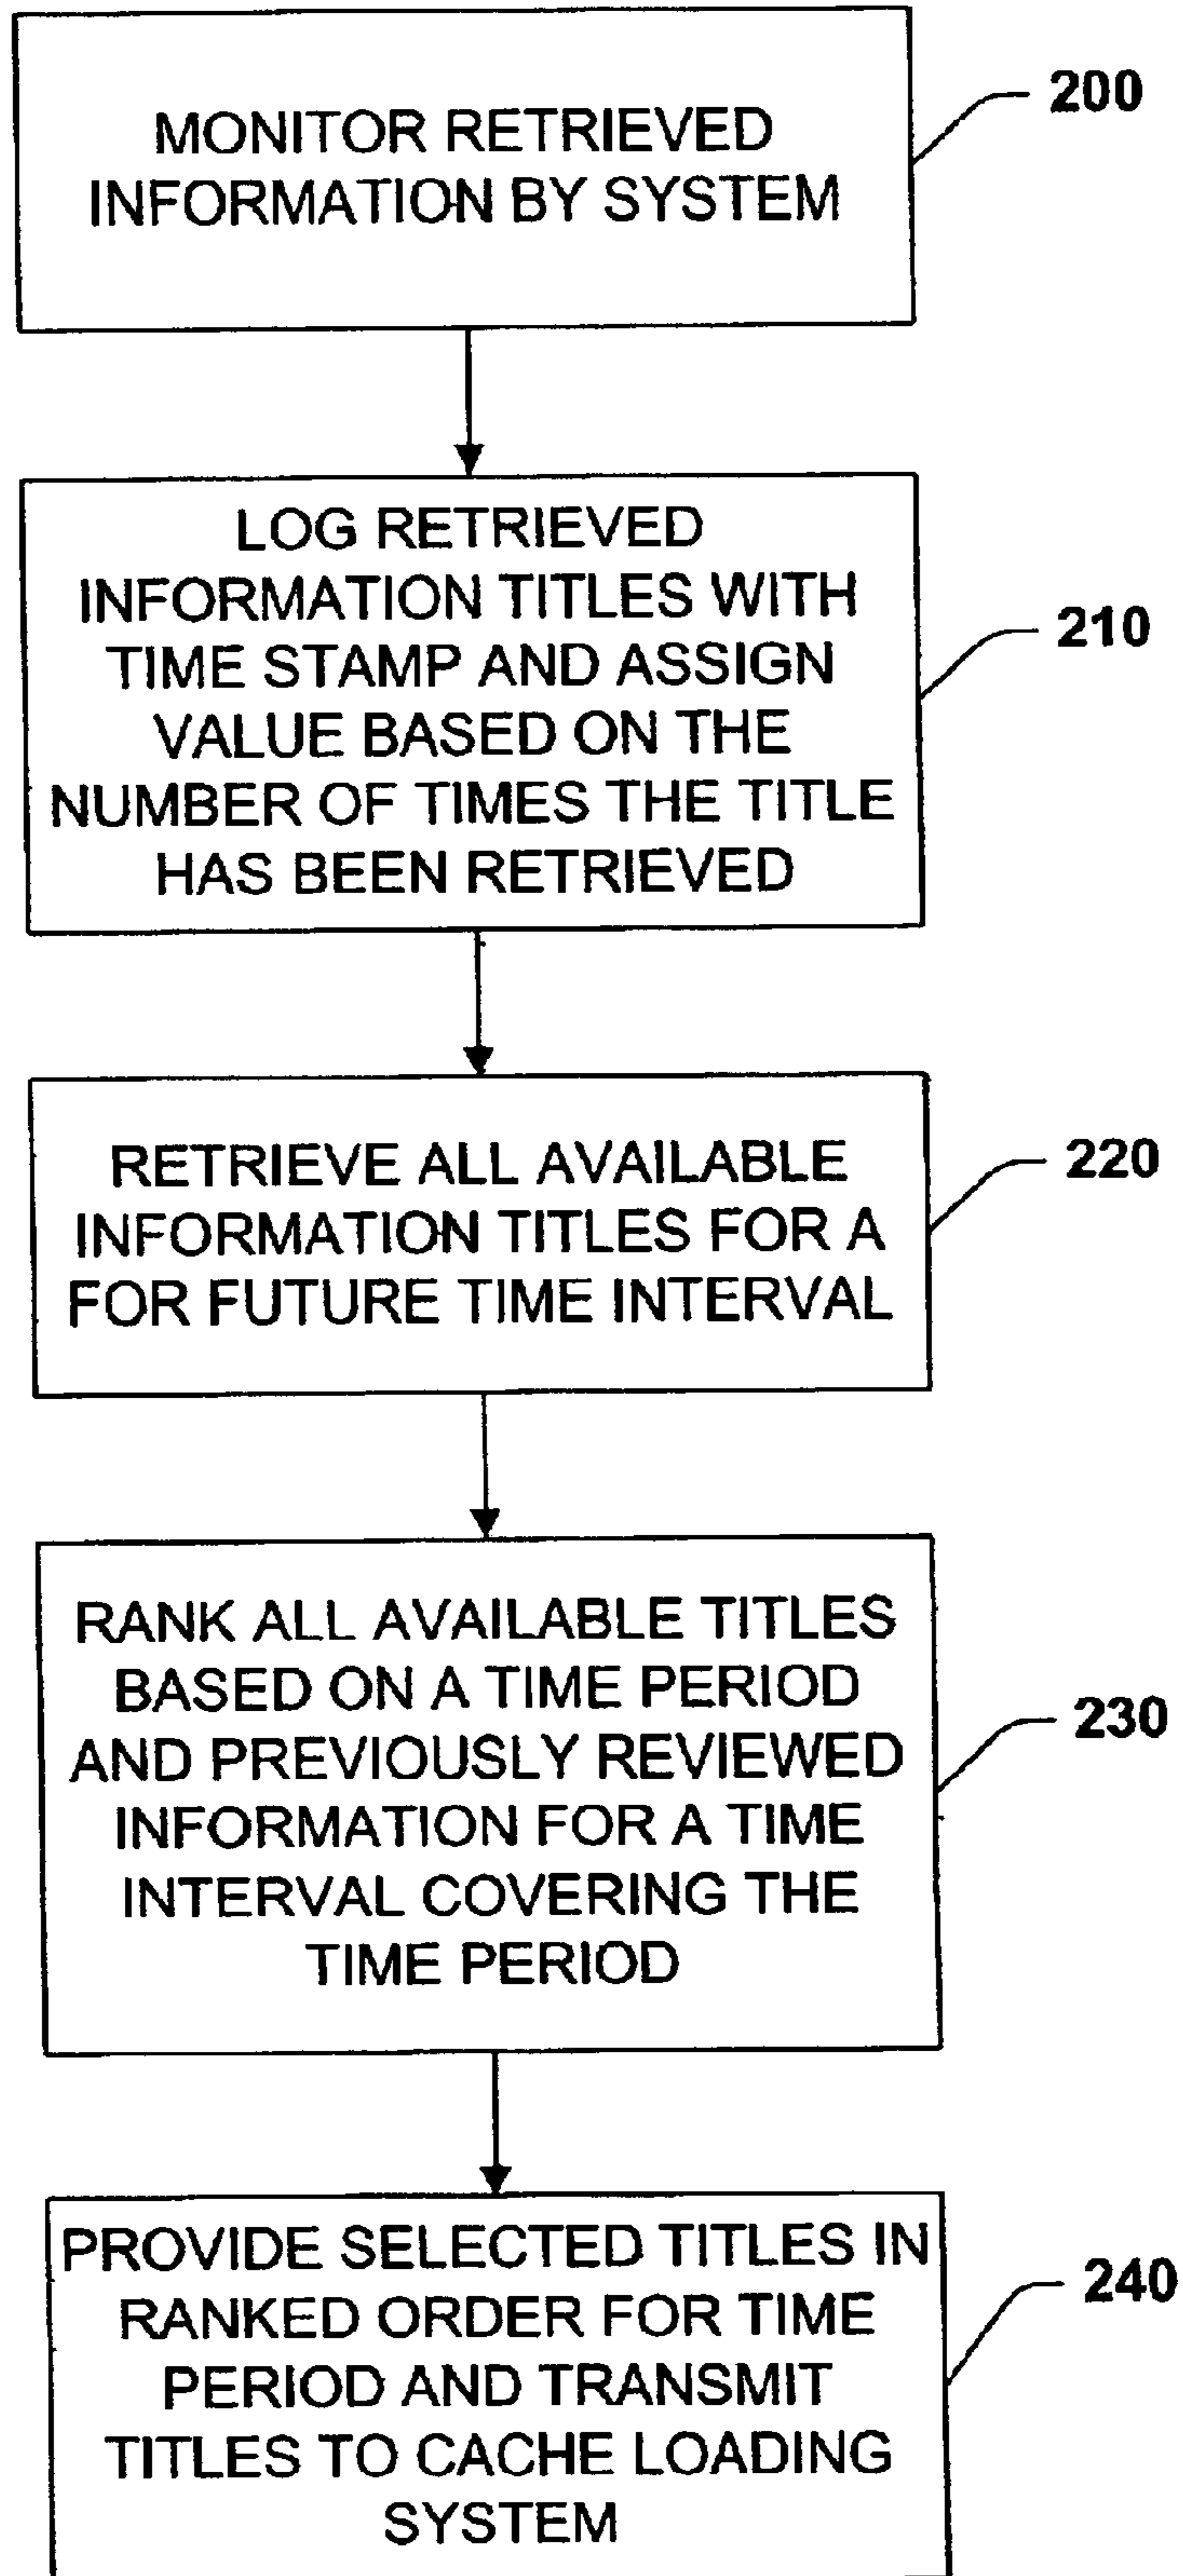 MONITOR RETRIEVED
INFORMATION BY SYSTEM
200
LOG RETRIEVED
INFORMATION TITLES WITH
TIME STAMP AND ASSIGN
VALUE BASED ON THE
NUMBER OF TIMES THE TITLE
HAS BEEN RETRIEVED
210
RETRIEVE ALL AVAILABLE
INFORMATION TITLES FOR A
FOR FUTURE TIME INTERVAL
220
RANK ALL AVAILABLE TITLES
BASED ON A TIME PERIOD
AND PREVIOUSLY REVIEWED
INFORMATION FOR A TIME
INTERVAL COVERING THE
TIME PERIOD
230
PROVIDE SELECTED TITLES IN
RANKED ORDER FOR TIME
PERIOD AND TRANSMIT
TITLES TO CACHE LOADING
SYSTEM
240